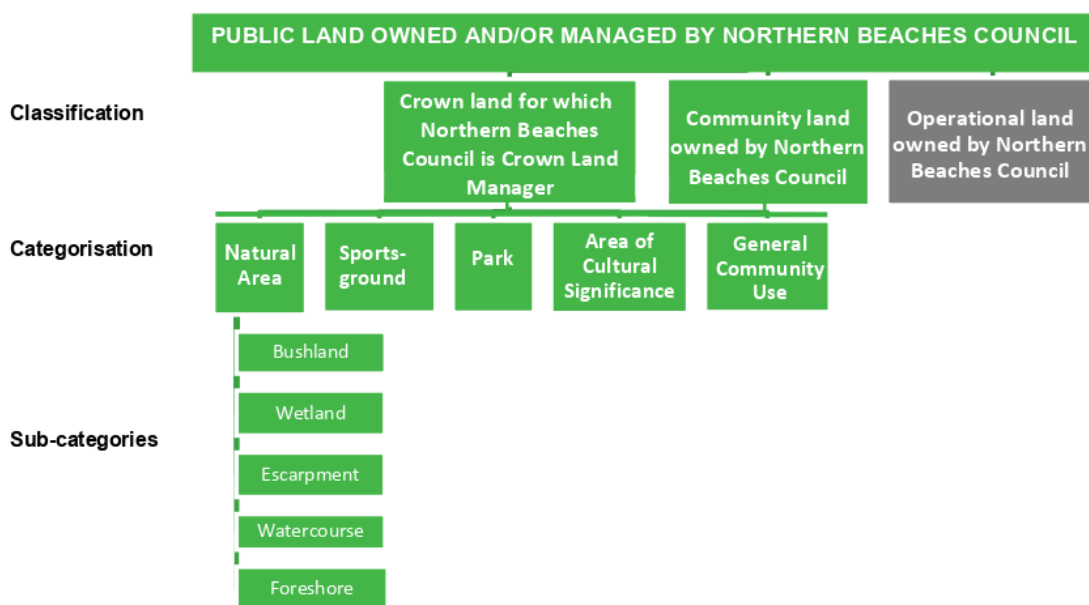 PUBLIC LAND OWNED AND/OR MANAGED BY NORTHERN BEACHES COUNCIL
Classification
Crown land for which
Northern Beaches
Council is Crown Land
Manager
Community land
owned by Northern
Beaches Council
Operational land
owned by Northern
Beaches Council
Categorisation
Natural
Area
Sports-
ground
Park
Area of
Cultural
Significance
General
Community
Use
Sub-categories
Bushland
Wetland
Escarpment
Watercourse
Foreshore